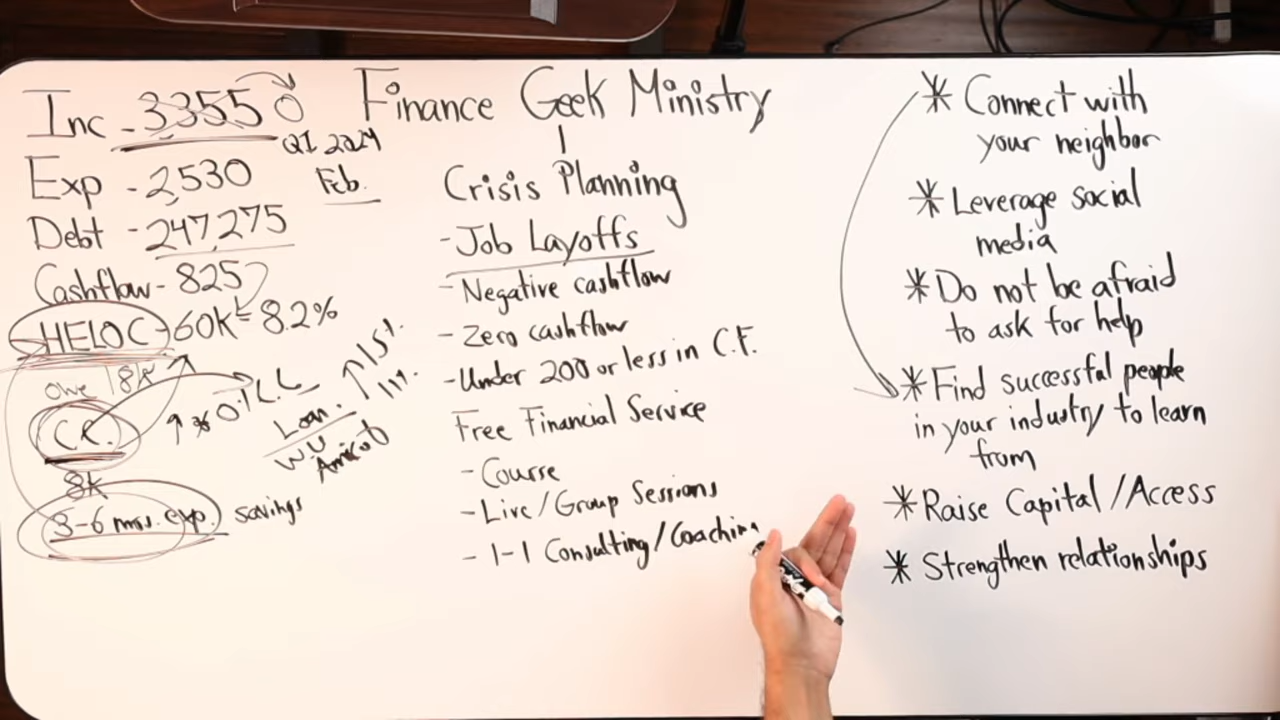 Inc - 3355 0
Q1 2024
Feb.
Exp - 2,530
Debt - 247,275
Cashflow - 825
HELOC - 60K - 8.2%
owe 18k
C.R.
8k
3-6 mos. exp. savings
Loan.
WU
15%
Finance Geek Ministry
Crisis Planning
- Job Layoffs
- Negative cashflow
- Zero cashflow
- Under 200 or less in C.F.
Free Financial Service
- Course
- Live/Group Sessions
- 1-1 Consulting/Coaching
* Connect with
your neighbor
* Leverage social
media
* Do not be afraid
to ask for help
* Find successful people
in your industry to learn
from
* Raise Capital/Access
* Strengthen relationships